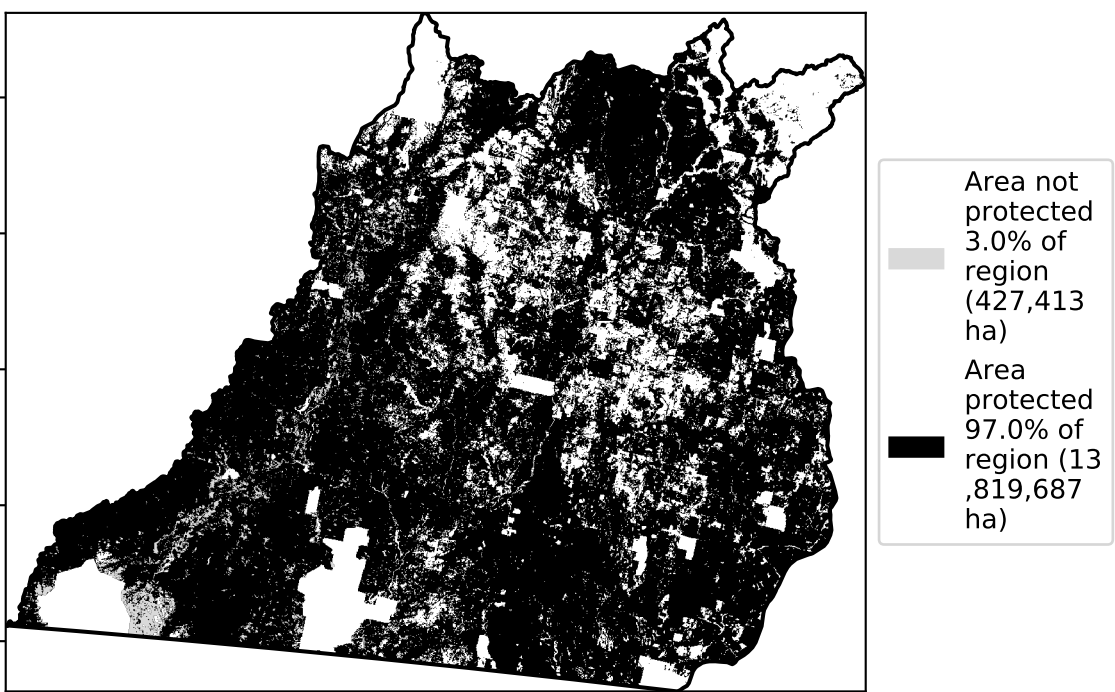 Area not
protected
3.0% of
region
(427,413
ha)
Area
protected
97.0% of
region (13
,819,687
ha)